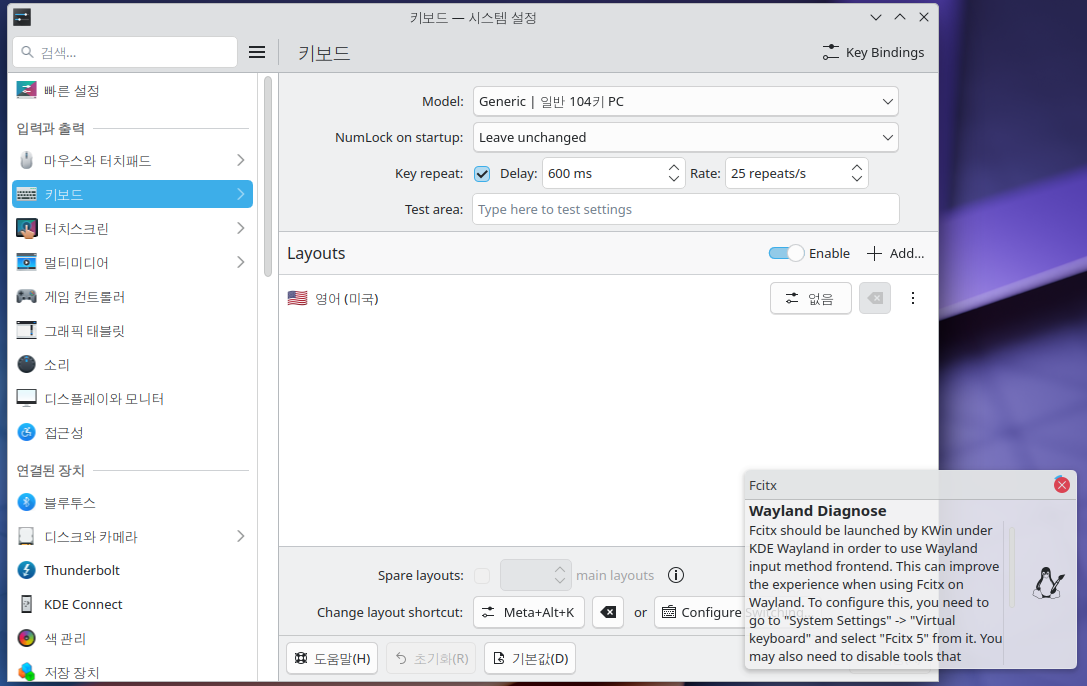 키보드 — 시스템 설정
검색...
키보드
Key Bindings
빠른 설정
입력과 출력
마우스와 터치패드
키보드
터치스크린
멀티미디어
게임 컨트롤러
그래픽 태블릿
소리
디스플레이와 모니터
접근성
연결된 장치
블루투스
디스크와 카메라
Thunderbolt
KDE Connect
색 관리
저장 장치
Model: Generic | 일반 104키 PC
NumLock on startup: Leave unchanged
Key repeat: Delay: 600 ms Rate: 25 repeats/s
Test area: Type here to test settings
Layouts Enable Add...
영어 (미국) 없음
Spare layouts: main layouts
Change layout shortcut: Meta+Alt+K or Configure Switching...
도움말(H) 초기화(R) 기본값(D)
Fcitx
Wayland Diagnose
Fcitx should be launched by KWin under
KDE Wayland in order to use Wayland
input method frontend. This can improve
the experience when using Fcitx on
Wayland. To configure this, you need to
go to "System Settings" -> "Virtual
keyboard" and select "Fcitx 5" from it. You
may also need to disable tools that